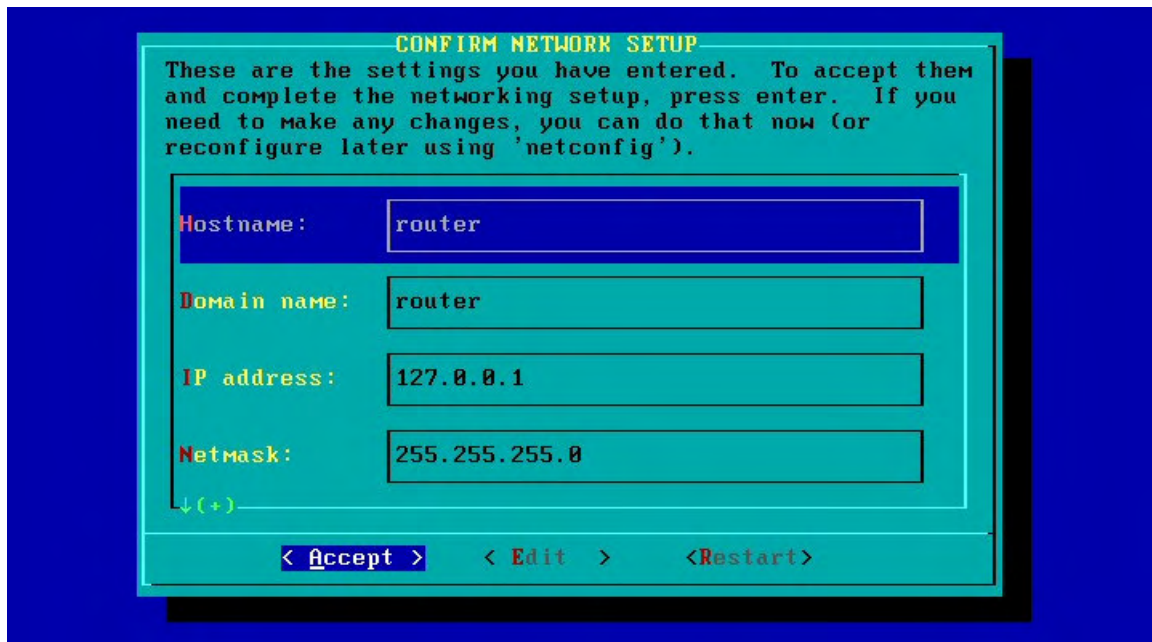 CONFIRM NETWORK SETUP
These are the settings you have entered.  To accept them
and complete the networking setup, press enter.  If you
need to make any changes, you can do that now (or
reconfigure later using 'netconfig').
Hostname: router
Domain name: router
IP address: 127.0.0.1
Netmask: 255.255.255.0
↓(+)
< Accept > < Edit > <Restart>